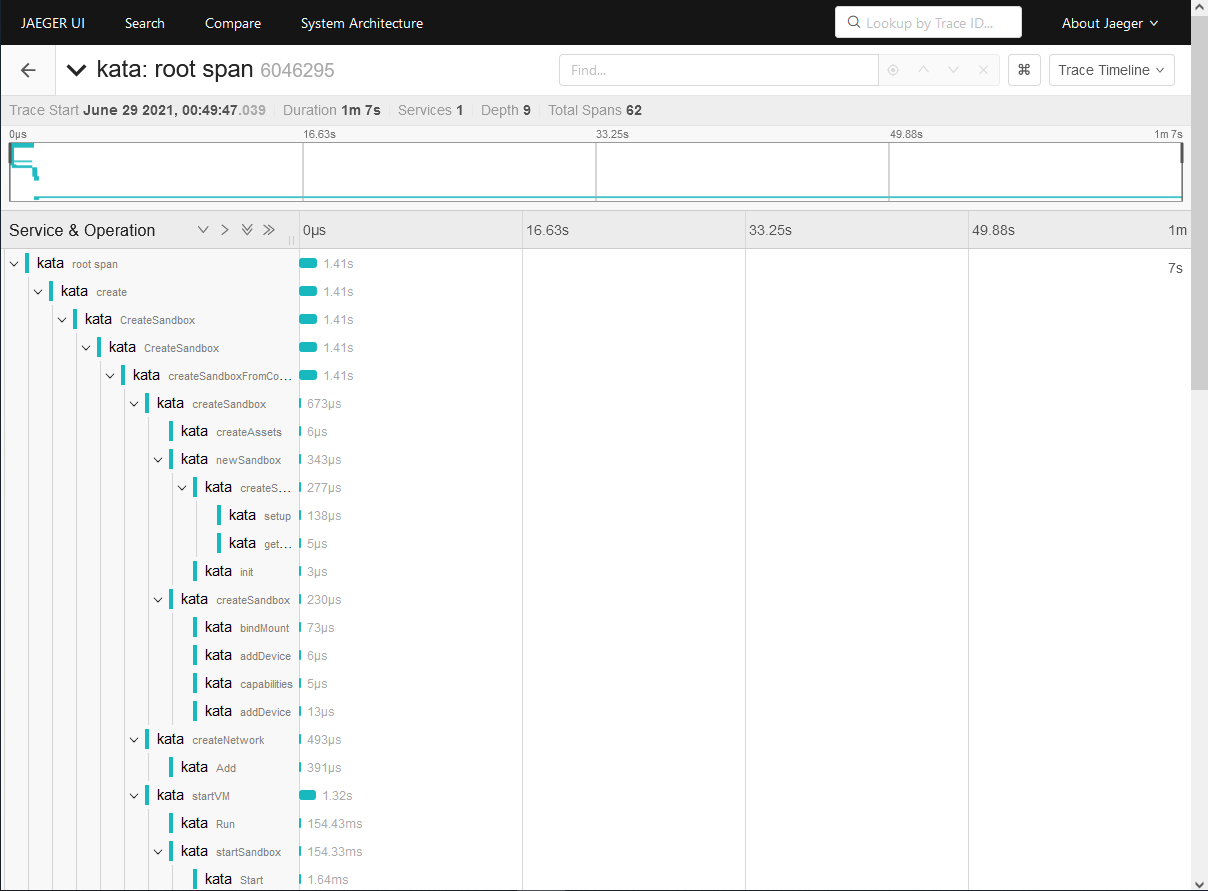 JAEGER UI Search Compare System Architecture Lookup by Trace ID... About Jaeger
kata: root span 6046295 Find... ⌘ Trace Timeline
Trace Start June 29 2021, 00:49:47.039 Duration 1m 7s Services 1 Depth 9 Total Spans 62
0μs 16.63s 33.25s 49.88s 1m 7s
Service & Operation 0μs 16.63s 33.25s 49.88s 1m
7s
kata root span 1.41s
kata create 1.41s
kata CreateSandbox 1.41s
kata CreateSandbox 1.41s
kata createSandboxFromCo... 1.41s
kata createSandbox 673μs
kata createAssets 6μs
kata newSandbox 343μs
kata createS... 277μs
kata setup 138μs
kata get... 5μs
kata init 3μs
kata createSandbox 230μs
kata bindMount 73μs
kata addDevice 6μs
kata capabilities 5μs
kata addDevice 13μs
kata createNetwork 493μs
kata Add 391μs
kata startVM 1.32s
kata Run 154.43ms
kata startSandbox 154.33ms
kata Start 1.64ms